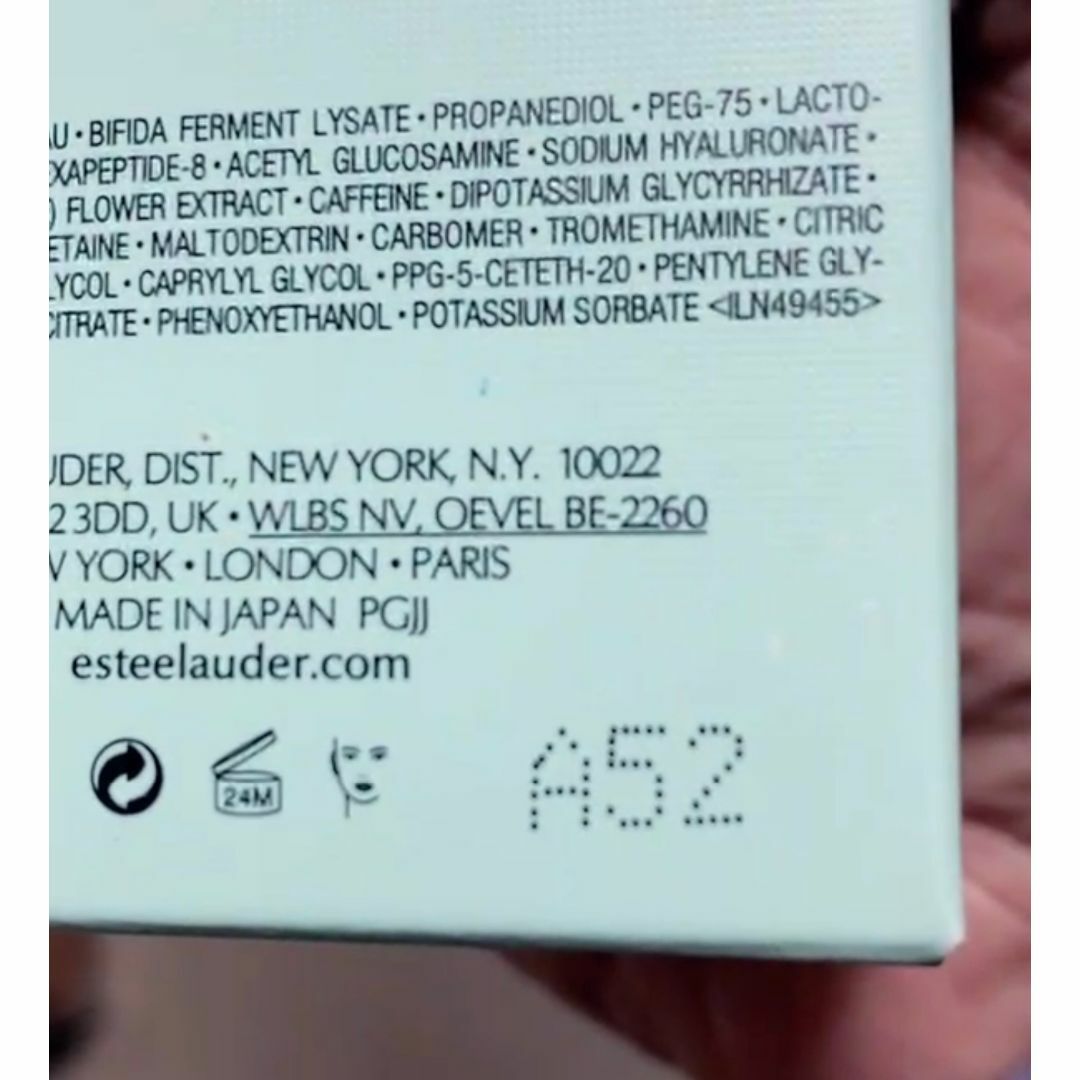 AU • BIFIDA FERMENT LYSATE • PROPANEDIOL • PEG-75 • LACTO-
XAPEPTIDE-8 • ACETYL GLUCOSAMINE • SODIUM HYALURONATE •
) FLOWER EXTRACT • CAFFEINE • DIPOTASSIUM GLYCYRRHIZATE •
ETAINE • MALTODEXTRIN • CARBOMER • TROMETHAMINE • CITRIC
LYCOL • CAPRYLYL GLYCOL • PPG-5-CETETH-20 • PENTYLENE GLY-
CITRATE • PHENOXYETHANOL • POTASSIUM SORBATE <ILN49455>
UDER, DIST., NEW YORK, N.Y. 10022
2 3DD, UK • WLBS NV, OEVEL BE-2260
W YORK • LONDON • PARIS
MADE IN JAPAN PGJJ
esteelauder.com
24M
A52